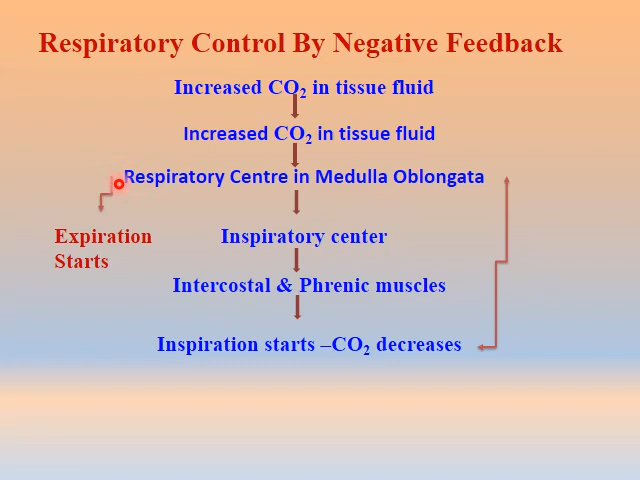 Respiratory Control By Negative Feedback
Increased CO₂ in tissue fluid
Increased CO₂ in tissue fluid
Respiratory Centre in Medulla Oblongata
Expiration
Starts
Inspiratory center
Intercostal & Phrenic muscles
Inspiration starts –CO₂ decreases